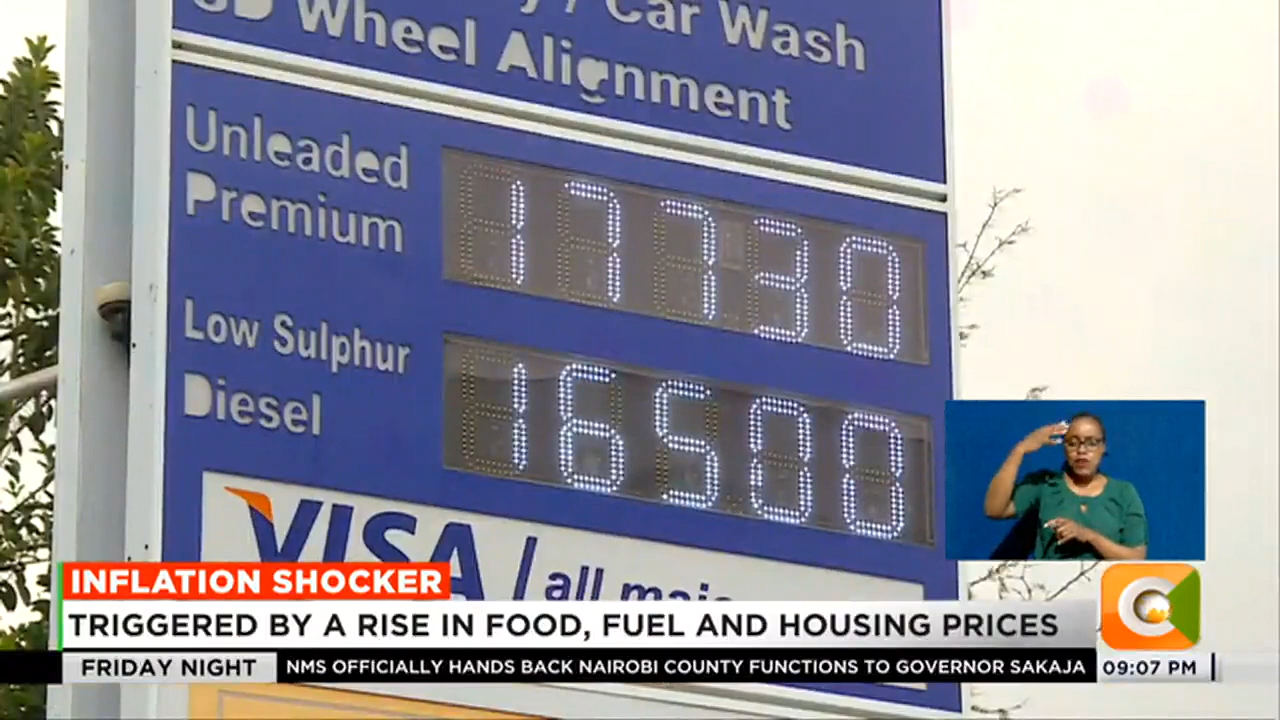 / Car Wash
3D Wheel Alignment
Unleaded
Premium
17730
Low Sulphur
Diesel
16500
VISA / all
INFLATION SHOCKER
TRIGGERED BY A RISE IN FOOD, FUEL AND HOUSING PRICES
FRIDAY NIGHT
NMS OFFICIALLY HANDS BACK NAIROBI COUNTY FUNCTIONS TO GOVERNOR SAKAJA
09:07 PM